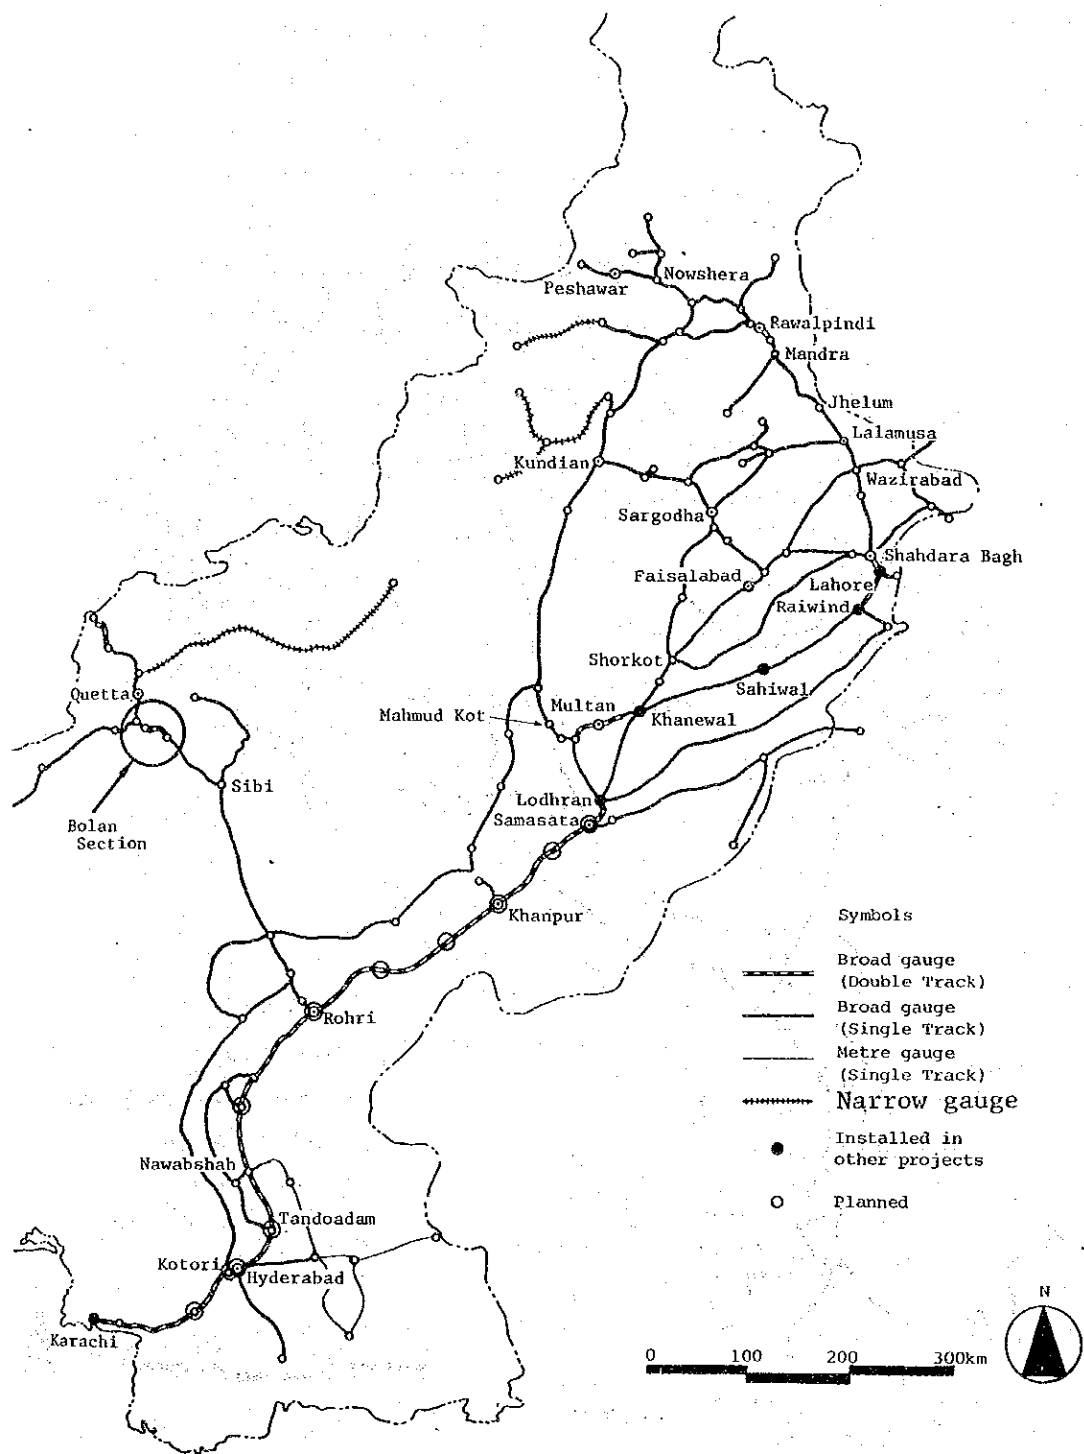 Nowshera
Peshawar
Rawalpindi
Mandra
Jhelum
Lalamusa
Kundian
Wazirabad
Sargodha
Shahdara Bagh
Faisalabad
Lahore
Raiwind
Shorkot
Sahiwal
Quetta
Multan
Mahmud Kot
Khanewal
Sibi
Lodhran
Samasata
Bolan
Section
Khanpur
Symbols
Broad gauge
(Double Track)
Broad gauge
(Single Track)
Metre gauge
(Single Track)
Narrow gauge
Installed in
other projects
Planned
Rohri
Nawabshah
Tandoadam
Kotori
Hyderabad
Karachi
N
0 100 200 300km